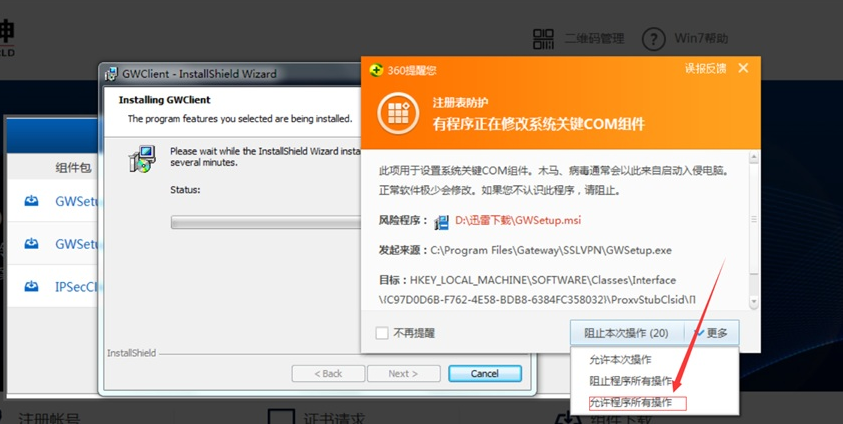 神
RLD
二维码管理
Win7帮助
GWClient - InstallShield Wizard
Installing GWClient
The program features you selected are being installed.
Please wait while the InstallShield Wizard insta
several minutes.
Status:
InstallShield
< Back
Next >
Cancel
组件包
GWSetu
GWSetu
IPSecCl
360提醒您
误报反馈
注册表防护
有程序正在修改系统关键COM组件
此项用于设置系统关键COM组件。木马、病毒通常会以此来自启动入侵电脑。
正常软件极少会修改。如果您不认识此程序，请阻止。
风险程序： D:\迅雷下载\GWSetup.msi
发起来源：C:\Program Files\Gateway\SSLVPN\GWSetup.exe
目标：HKEY_LOCAL_MACHINE\SOFTWARE\Classes\Interface
\{C97D0D6B-F762-4E58-BDB8-6384FC358032}\ProxyStubClsid\[]
不再提醒
阻止本次操作 (20)
更多
允许本次操作
阻止程序所有操作
允许程序所有操作
注册帐号
证书请求
组件下载